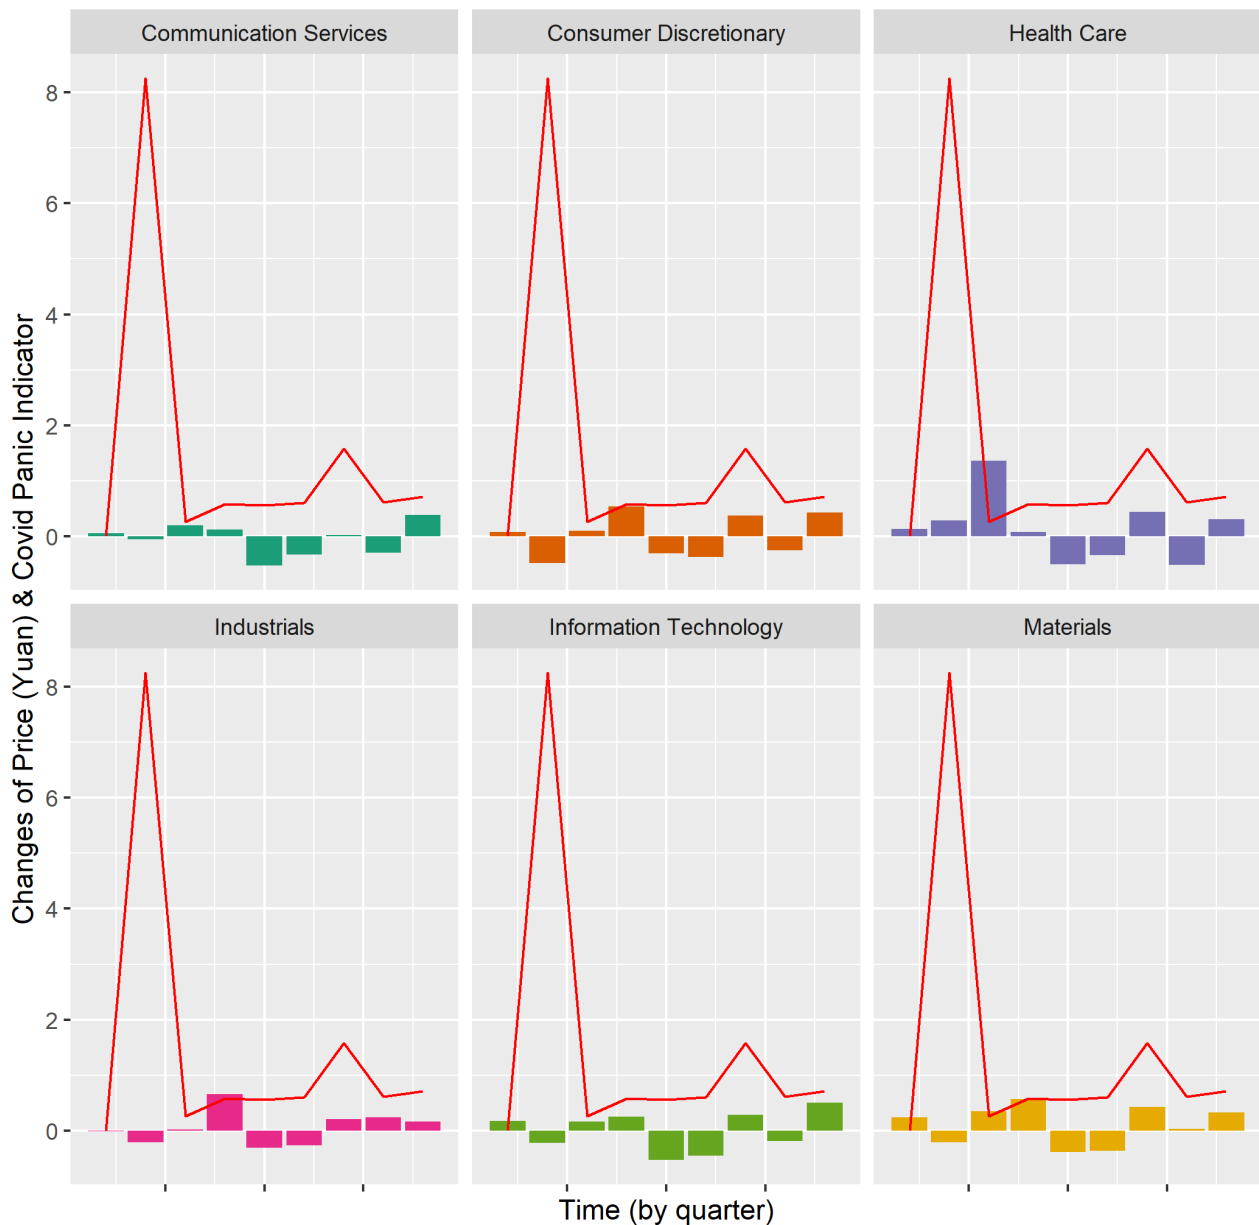 Communication Services
Consumer Discretionary
Health Care
8
6
4
2
0
Industrials
Information Technology
Materials
8
6
4
2
0
Changes of Price (Yuan) & Covid Panic Indicator
Time (by quarter)